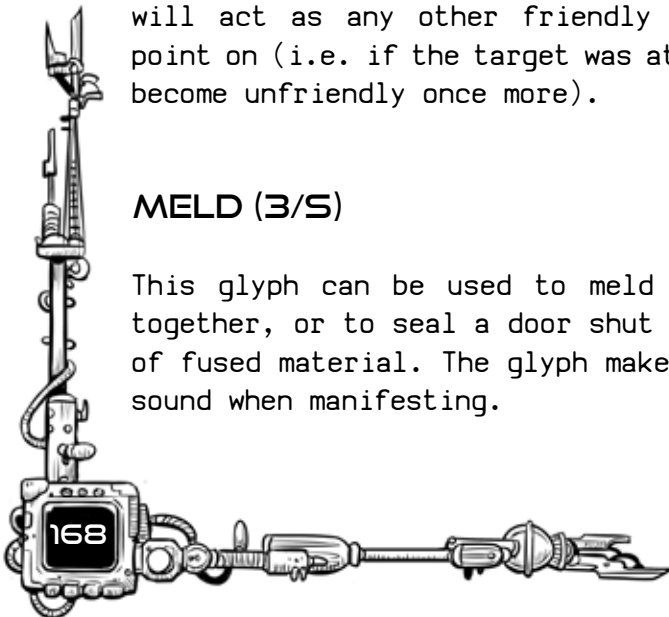 will act as any other friendly
point on (i.e. if the target was at
become unfriendly once more).
MELD (3/S)
This glyph can be used to meld
together, or to seal a door shut
of fused material. The glyph make
sound when manifesting.
168